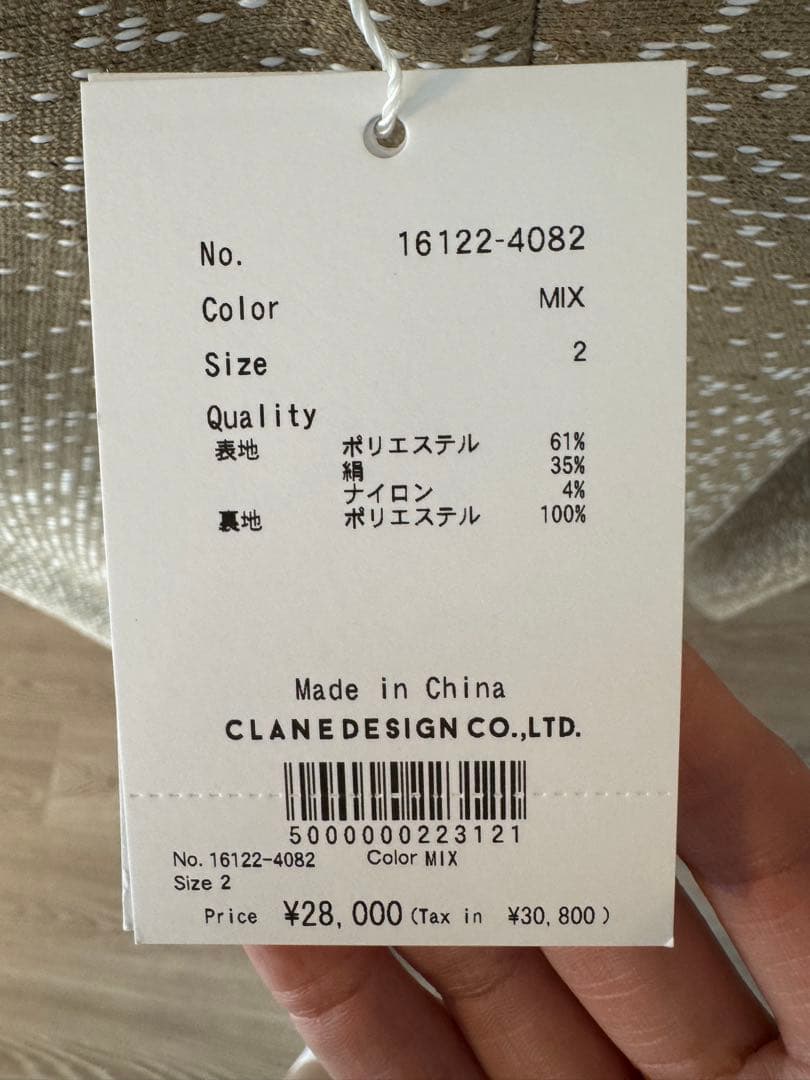 No. 16122-4082
Color MIX
Size 2
Quality
表地 ポリエステル 61%
絹 35%
ナイロン 4%
裏地 ポリエステル 100%
Made in China
CLANE DESIGN CO.,LTD.
5000000223121
No. 16122-4082 Color MIX
Size 2
Price ¥28,000 (Tax in ¥30,800)